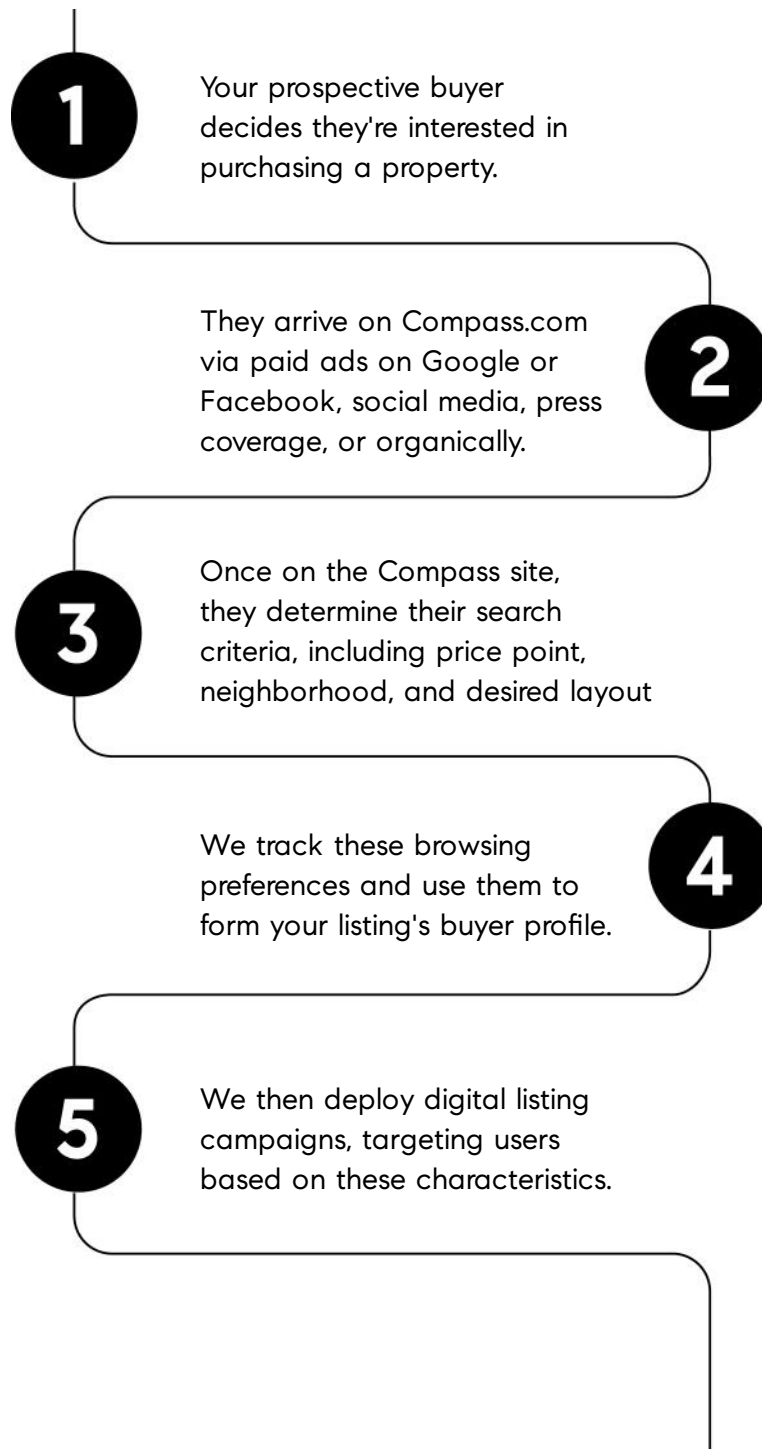 1
Your prospective buyer
decides they're interested in
purchasing a property.
They arrive on Compass.com
via paid ads on Google or
Facebook, social media, press
coverage, or organically.
2
3
Once on the Compass site,
they determine their search
criteria, including price point,
neighborhood, and desired layout
We track these browsing
preferences and use them to
form your listing's buyer profile.
4
5
We then deploy digital listing
campaigns, targeting users
based on these characteristics.